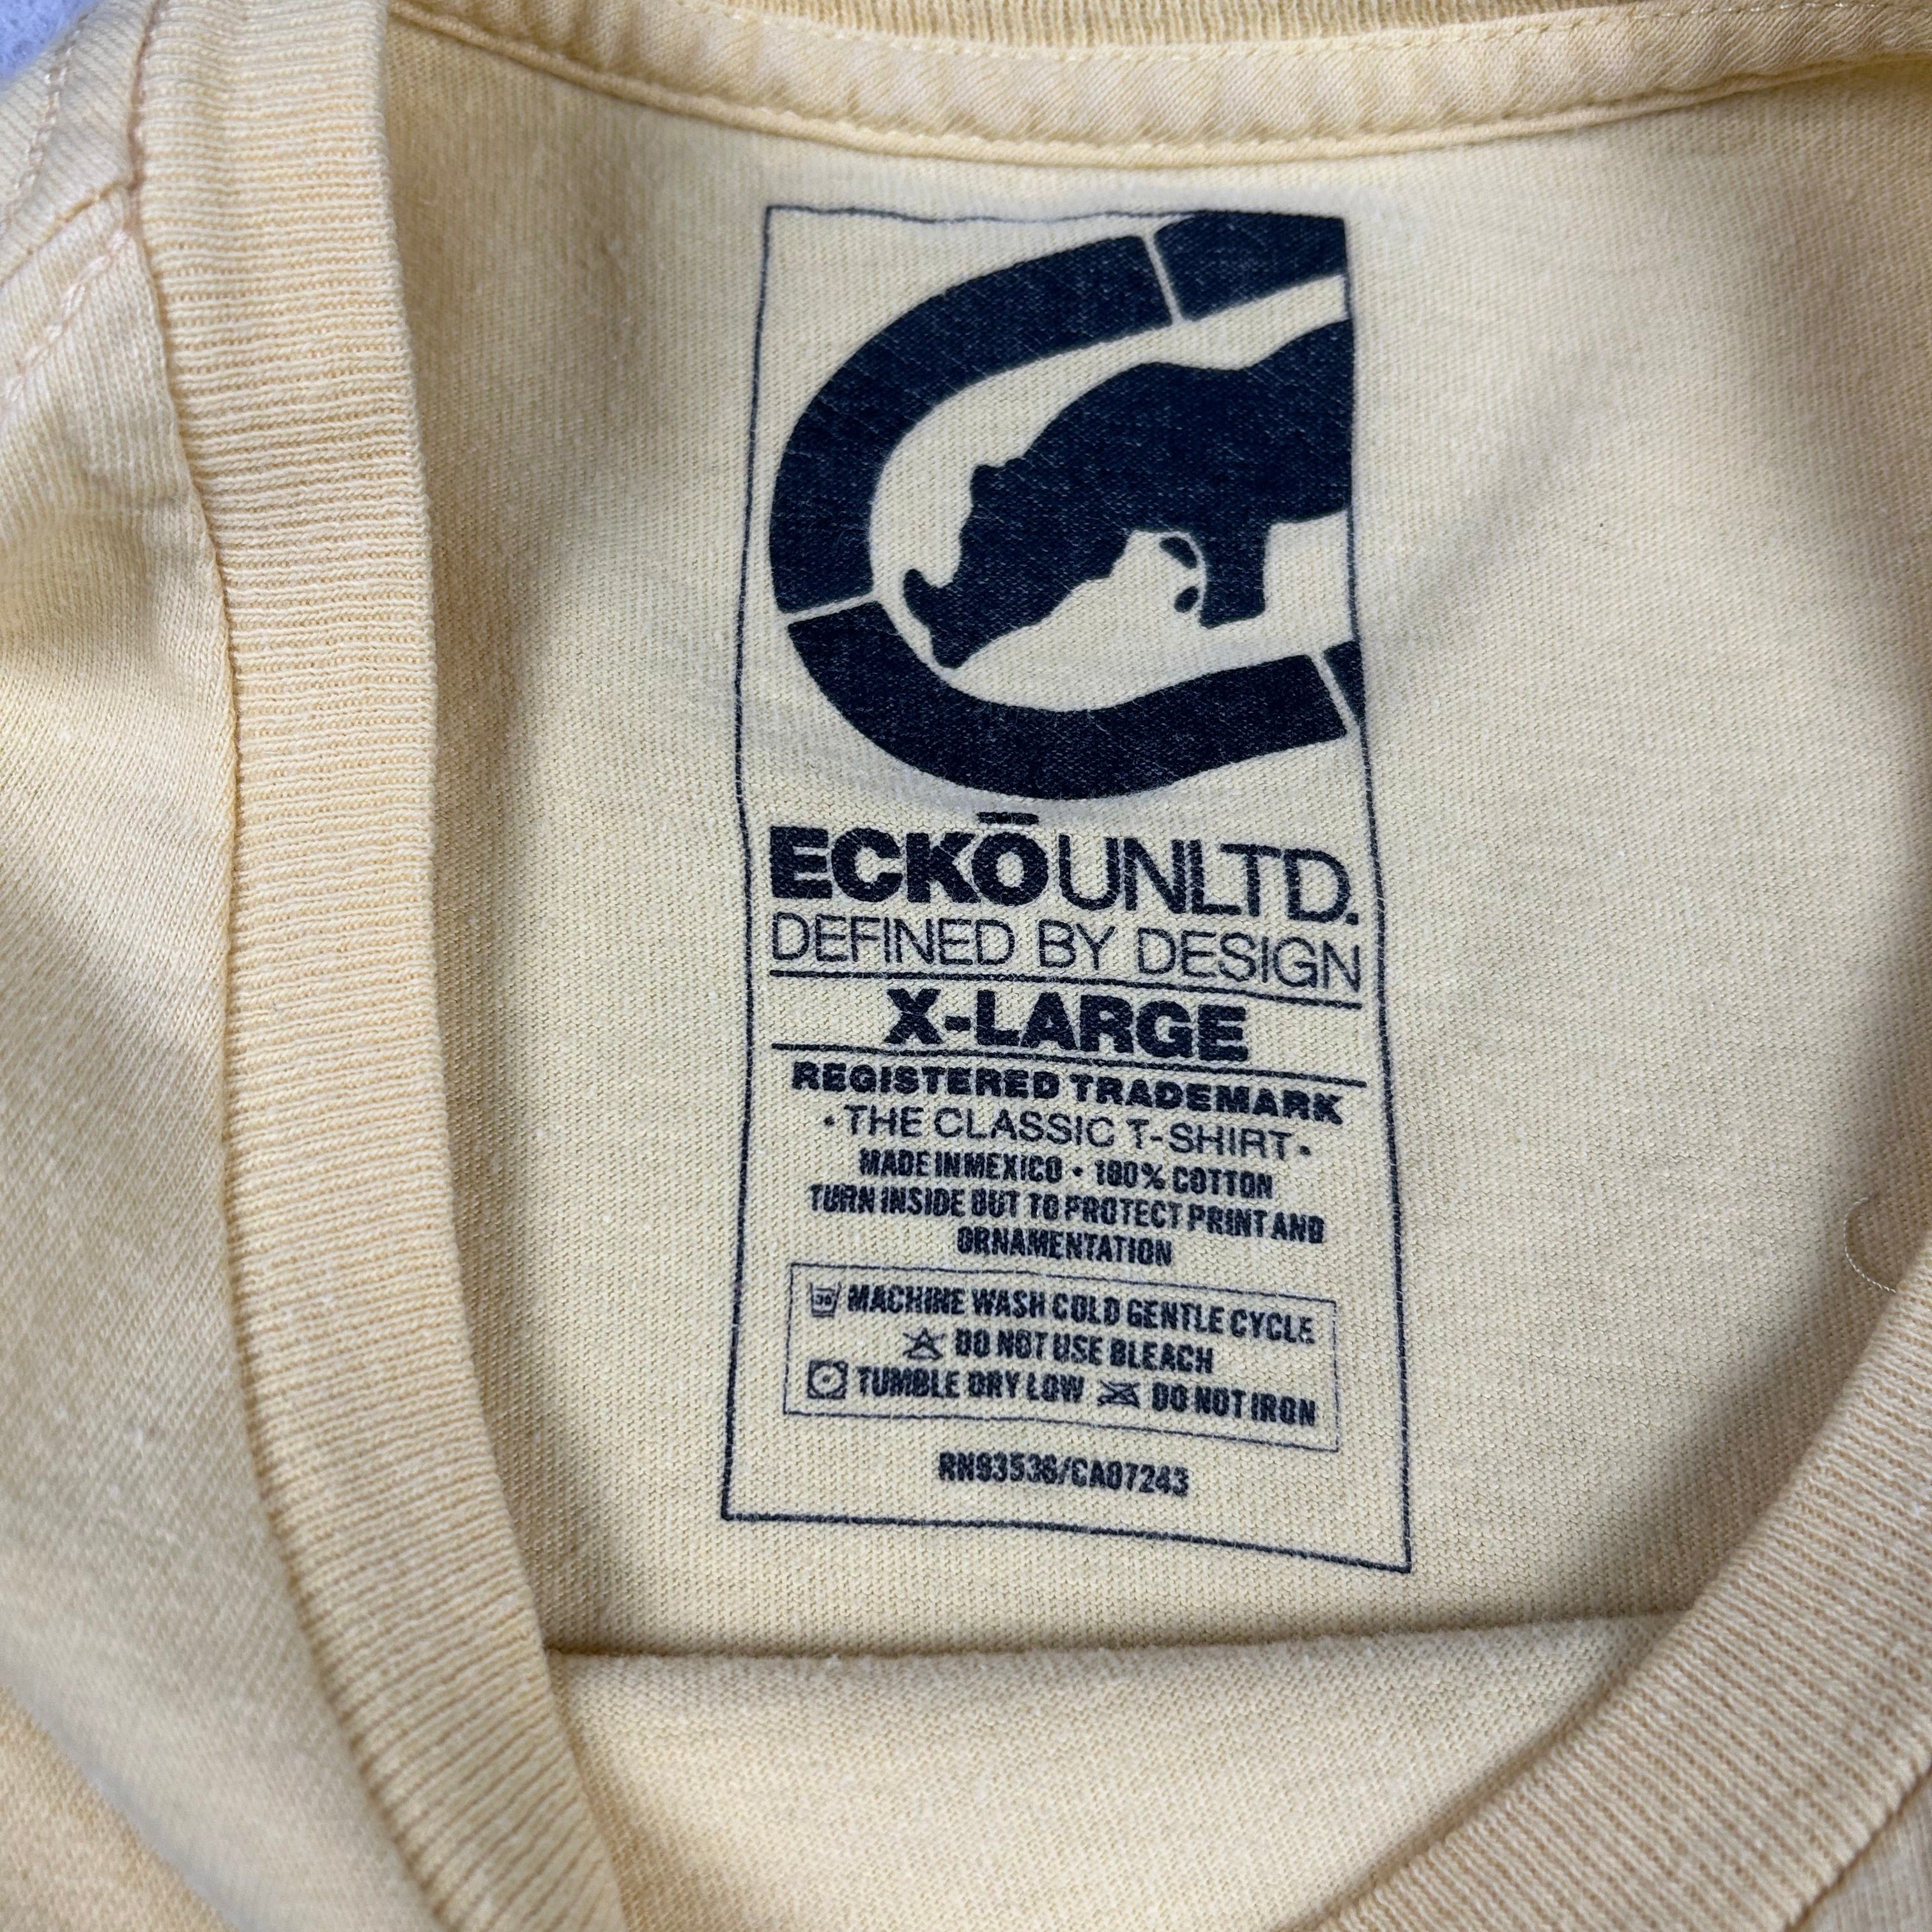 ECKŌUNLTD.
DEFINED BY DESIGN
X-LARGE
REGISTERED TRADEMARK
•THE CLASSIC T-SHIRT•
MADE IN MEXICO • 100% COTTON
TURN INSIDE OUT TO PROTECT PRINT AND
ORNAMENTATION
30 MACHINE WASH COLD GENTLE CYCLE
DO NOT USE BLEACH
TUMBLE DRY LOW DO NOT IRON
RN93536/CA07243